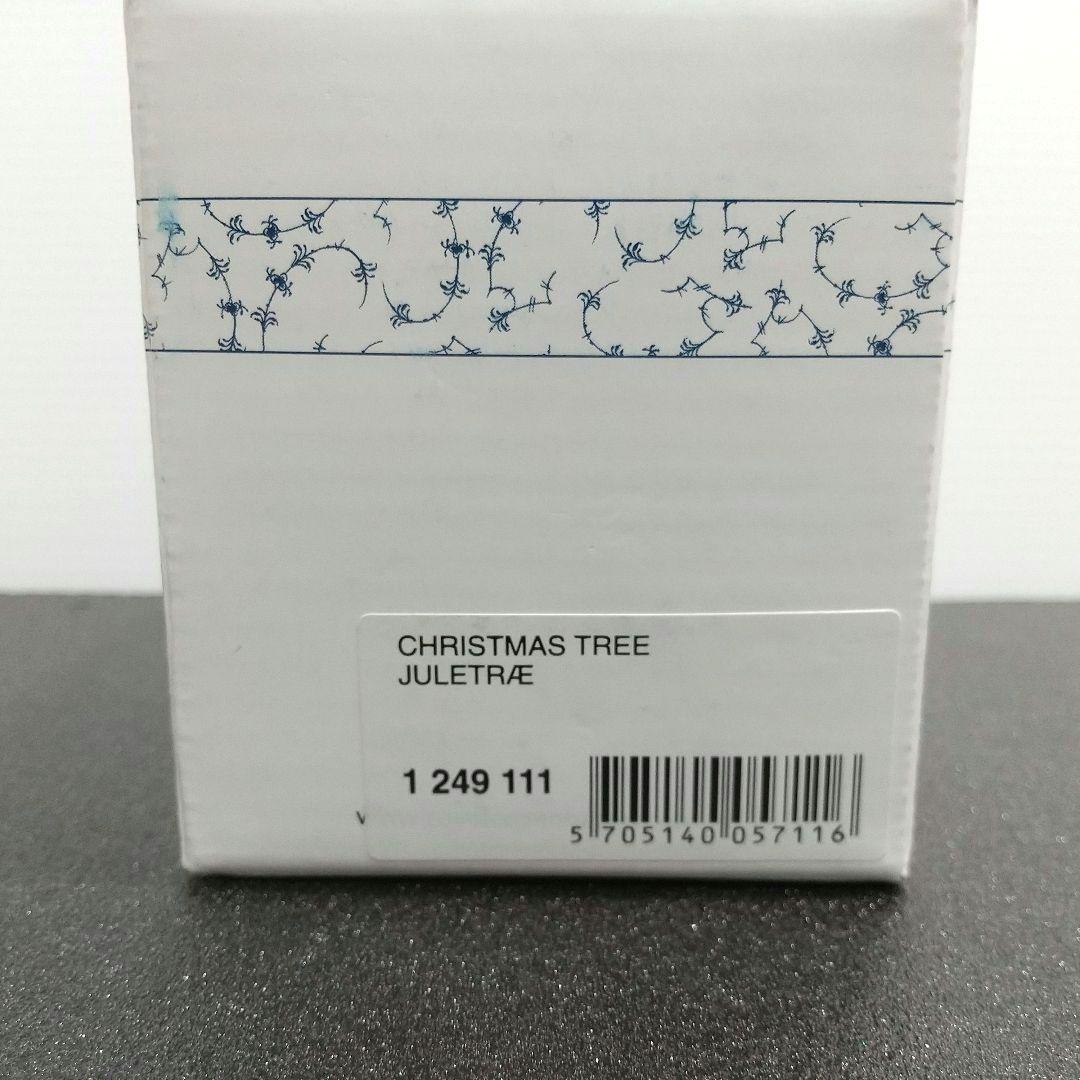 CHRISTMAS TREE
JULETRÆ
1 249 111
5 705140 057116